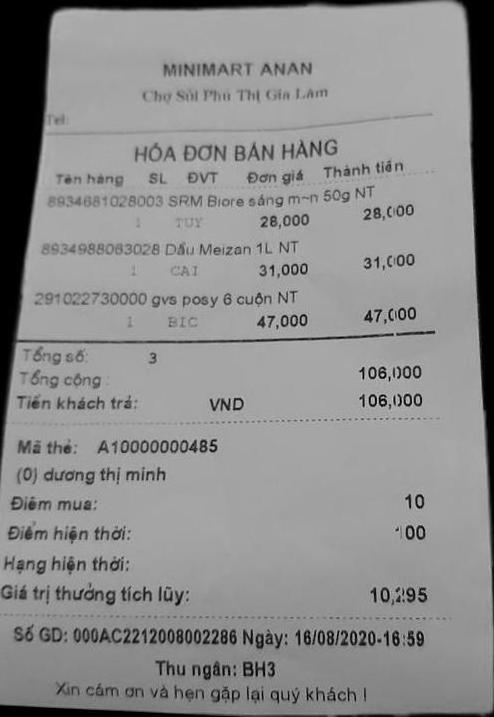 MINIMART ANAN
Chợ Sủi Phú Thị Gia Lâm
Tel:
HÓA ĐƠN BÁN HÀNG
Tên hàng SL ĐVT Đơn giá Thành tiền
8934681028003 SRM Biore sáng m~n 50g NT
1 TUY 28,000 28,000
8934988063028 Dầu Meizan 1L NT
1 CAI 31,000 31,000
291022730000 gvs posy 6 cuộn NT
1 BIC 47,000 47,000
Tổng số: 3
Tổng cộng : 106,000
Tiền khách trả: VND 106,000
Mã thẻ: A10000000485
(0) dương thị minh
Điểm mua: 10
Điểm hiện thời: 100
Hạng hiện thời:
Giá trị thưởng tích lũy: 10,295
Số GD: 000AC2212008002286 Ngày: 16/08/2020-16:59
Thu ngân: BH3
Xin cám ơn và hẹn gặp lại quý khách !